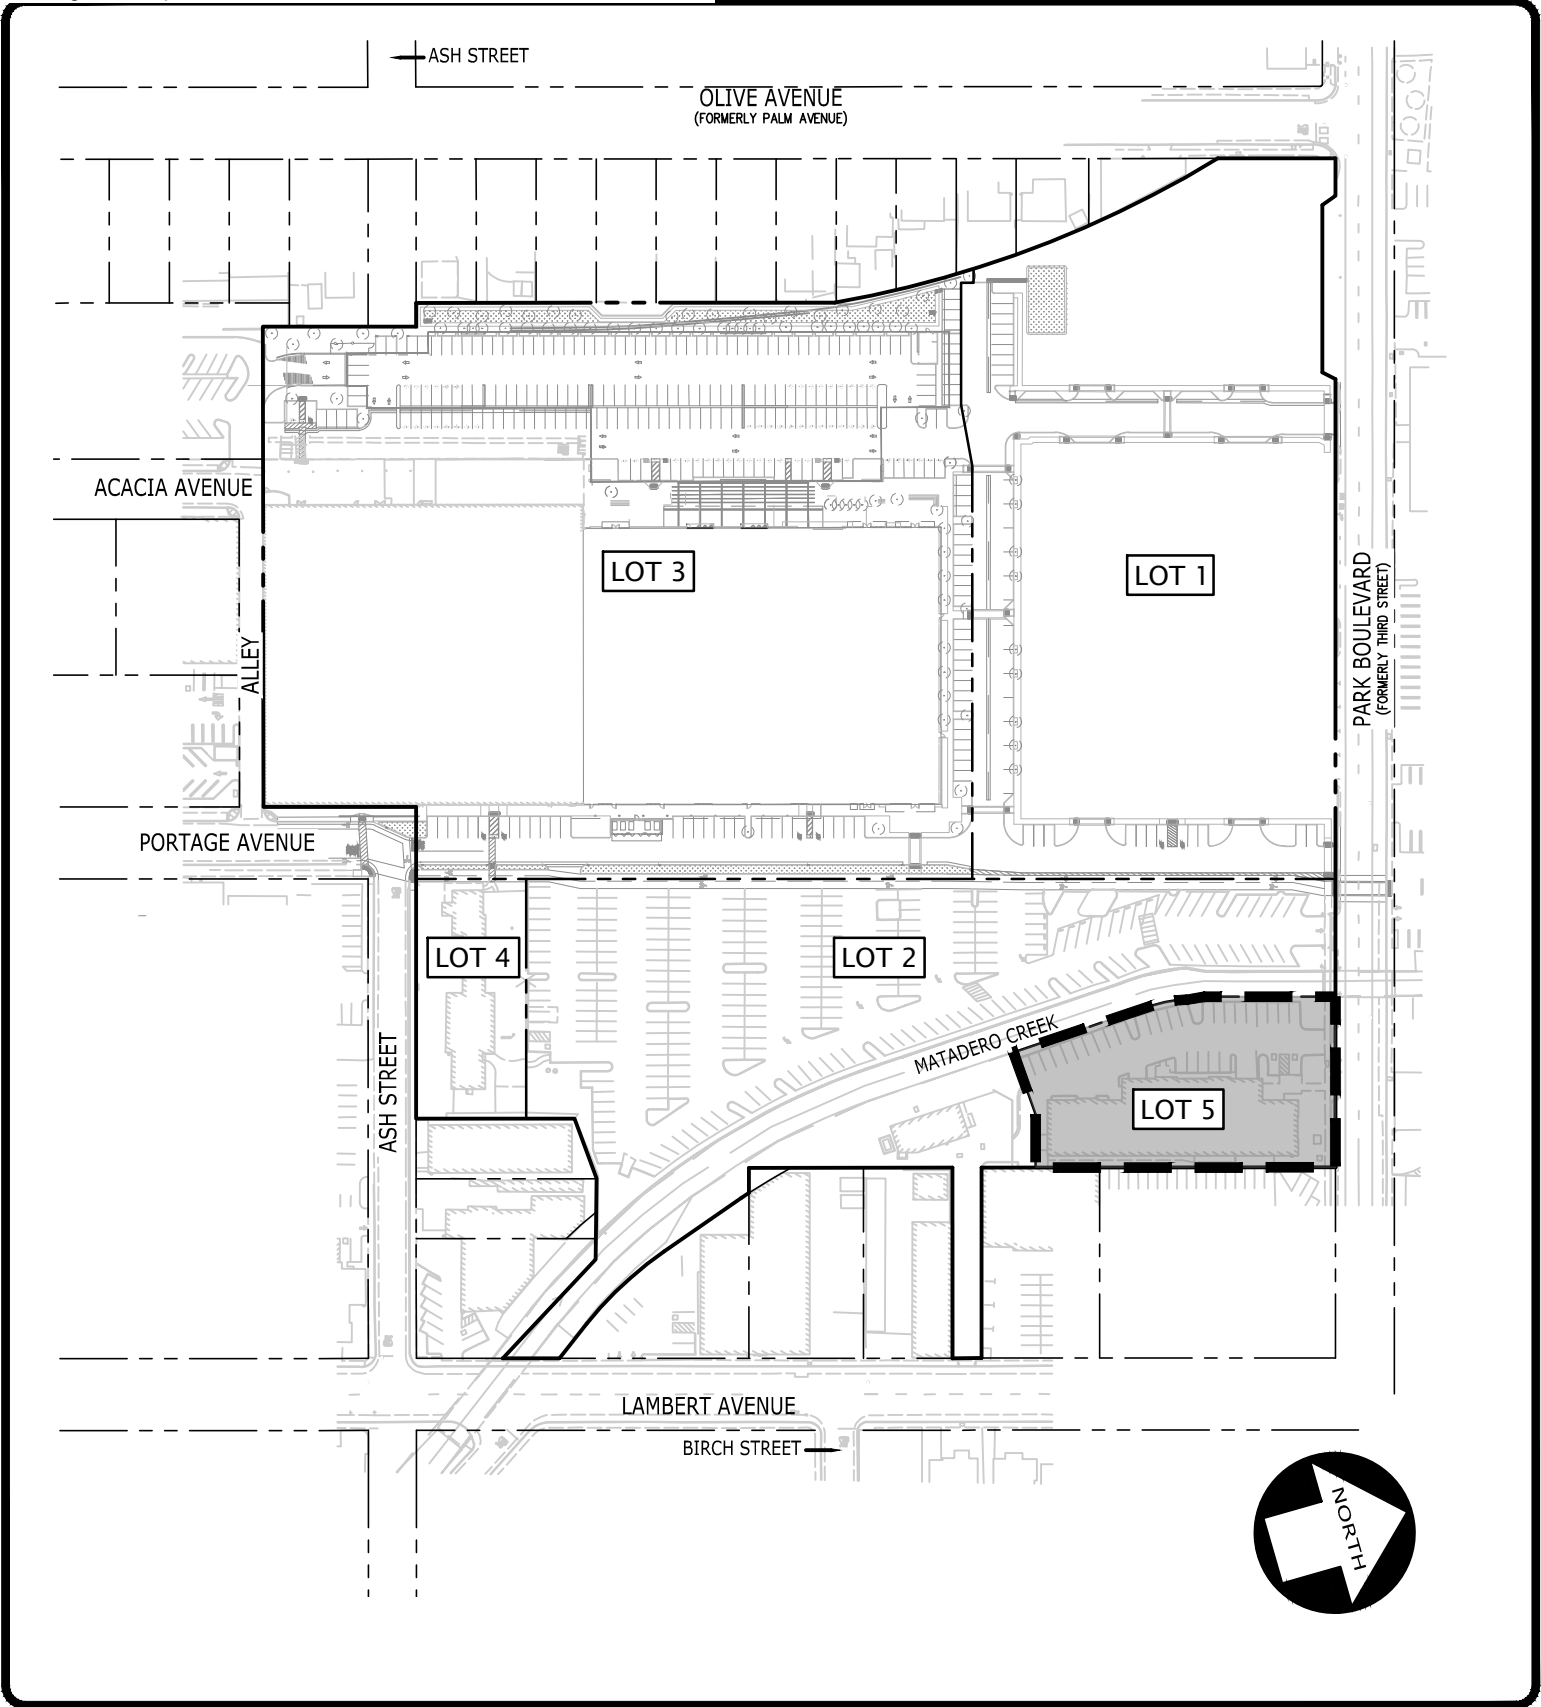 ASH STREET
OLIVE AVENUE
(FORMERLY PALM AVENUE)
ACACIA AVENUE
LOT 3
LOT 1
PARK BOULEVARD
(FORMERLY THIRD STREET)
ALLEY
PORTAGE AVENUE
LOT 4
LOT 2
MATADERO CREEK
ASH STREET
LOT 5
LAMBERT AVENUE
BIRCH STREET
NORTH